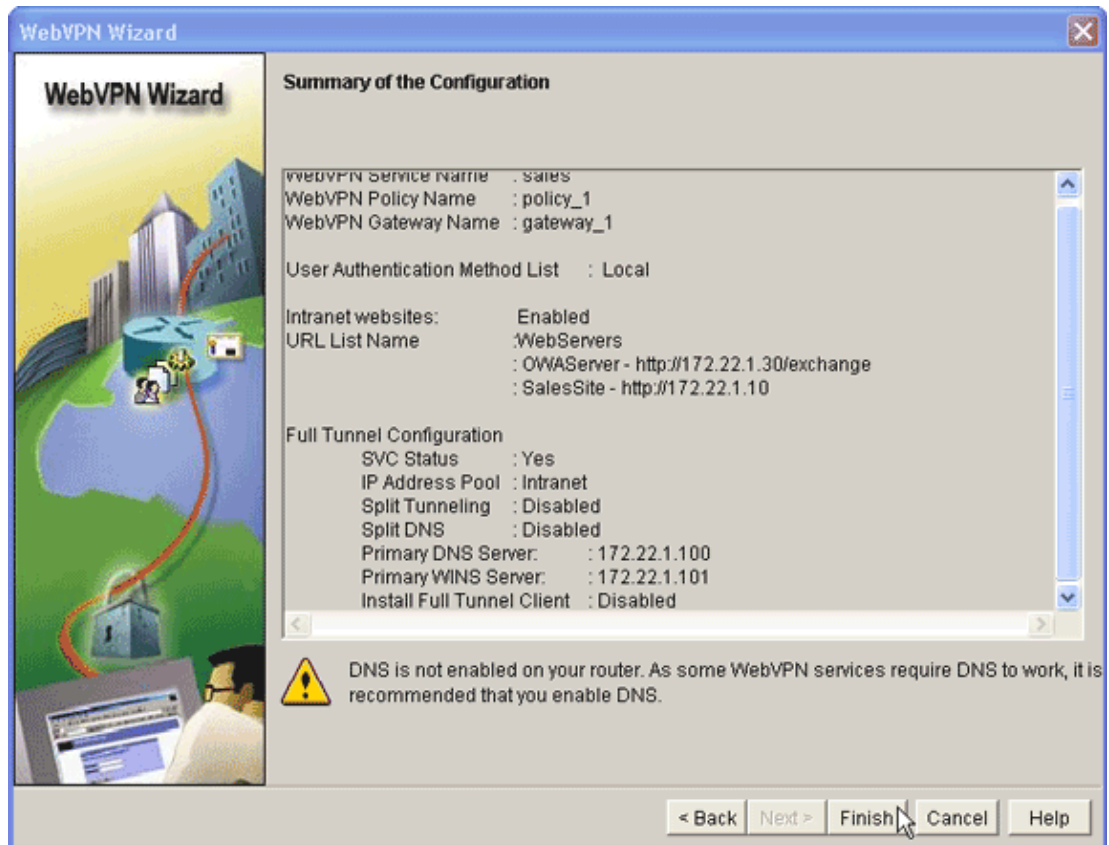 WebVPN Wizard
WebVPN Wizard
Summary of the Configuration
WebVPN Service Name : sales
WebVPN Policy Name : policy_1
WebVPN Gateway Name : gateway_1
User Authentication Method List : Local
Intranet websites: Enabled
URL List Name :WebServers
: OWAServer - http://172.22.1.30/exchange
: SalesSite - http://172.22.1.10
Full Tunnel Configuration
SVC Status : Yes
IP Address Pool : Intranet
Split Tunneling : Disabled
Split DNS : Disabled
Primary DNS Server: : 172.22.1.100
Primary WINS Server: : 172.22.1.101
Install Full Tunnel Client : Disabled
DNS is not enabled on your router. As some WebVPN services require DNS to work, it is
recommended that you enable DNS.
< Back Next > Finish Cancel Help